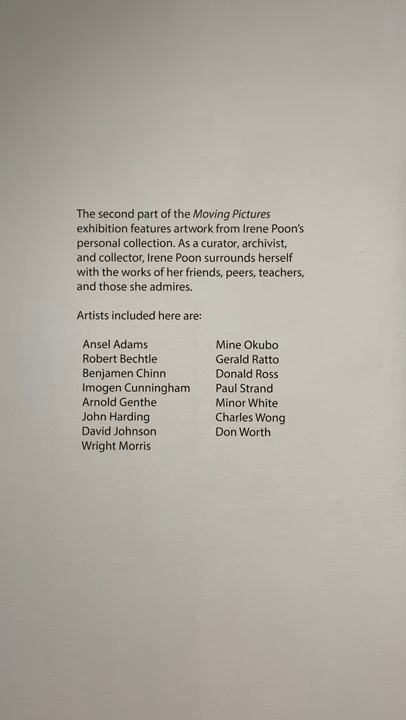 The second part of the Moving Pictures
exhibition features artwork from Irene Poon's
personal collection. As a curator, archivist,
and collector, Irene Poon surrounds herself
with the works of her friends, peers, teachers,
and those she admires.
Artists included here are:
Ansel Adams
Robert Bechtle
Benjamen Chinn
Imogen Cunningham
Arnold Genthe
John Harding
David Johnson
Wright Morris
Mine Okubo
Gerald Ratto
Donald Ross
Paul Strand
Minor White
Charles Wong
Don Worth